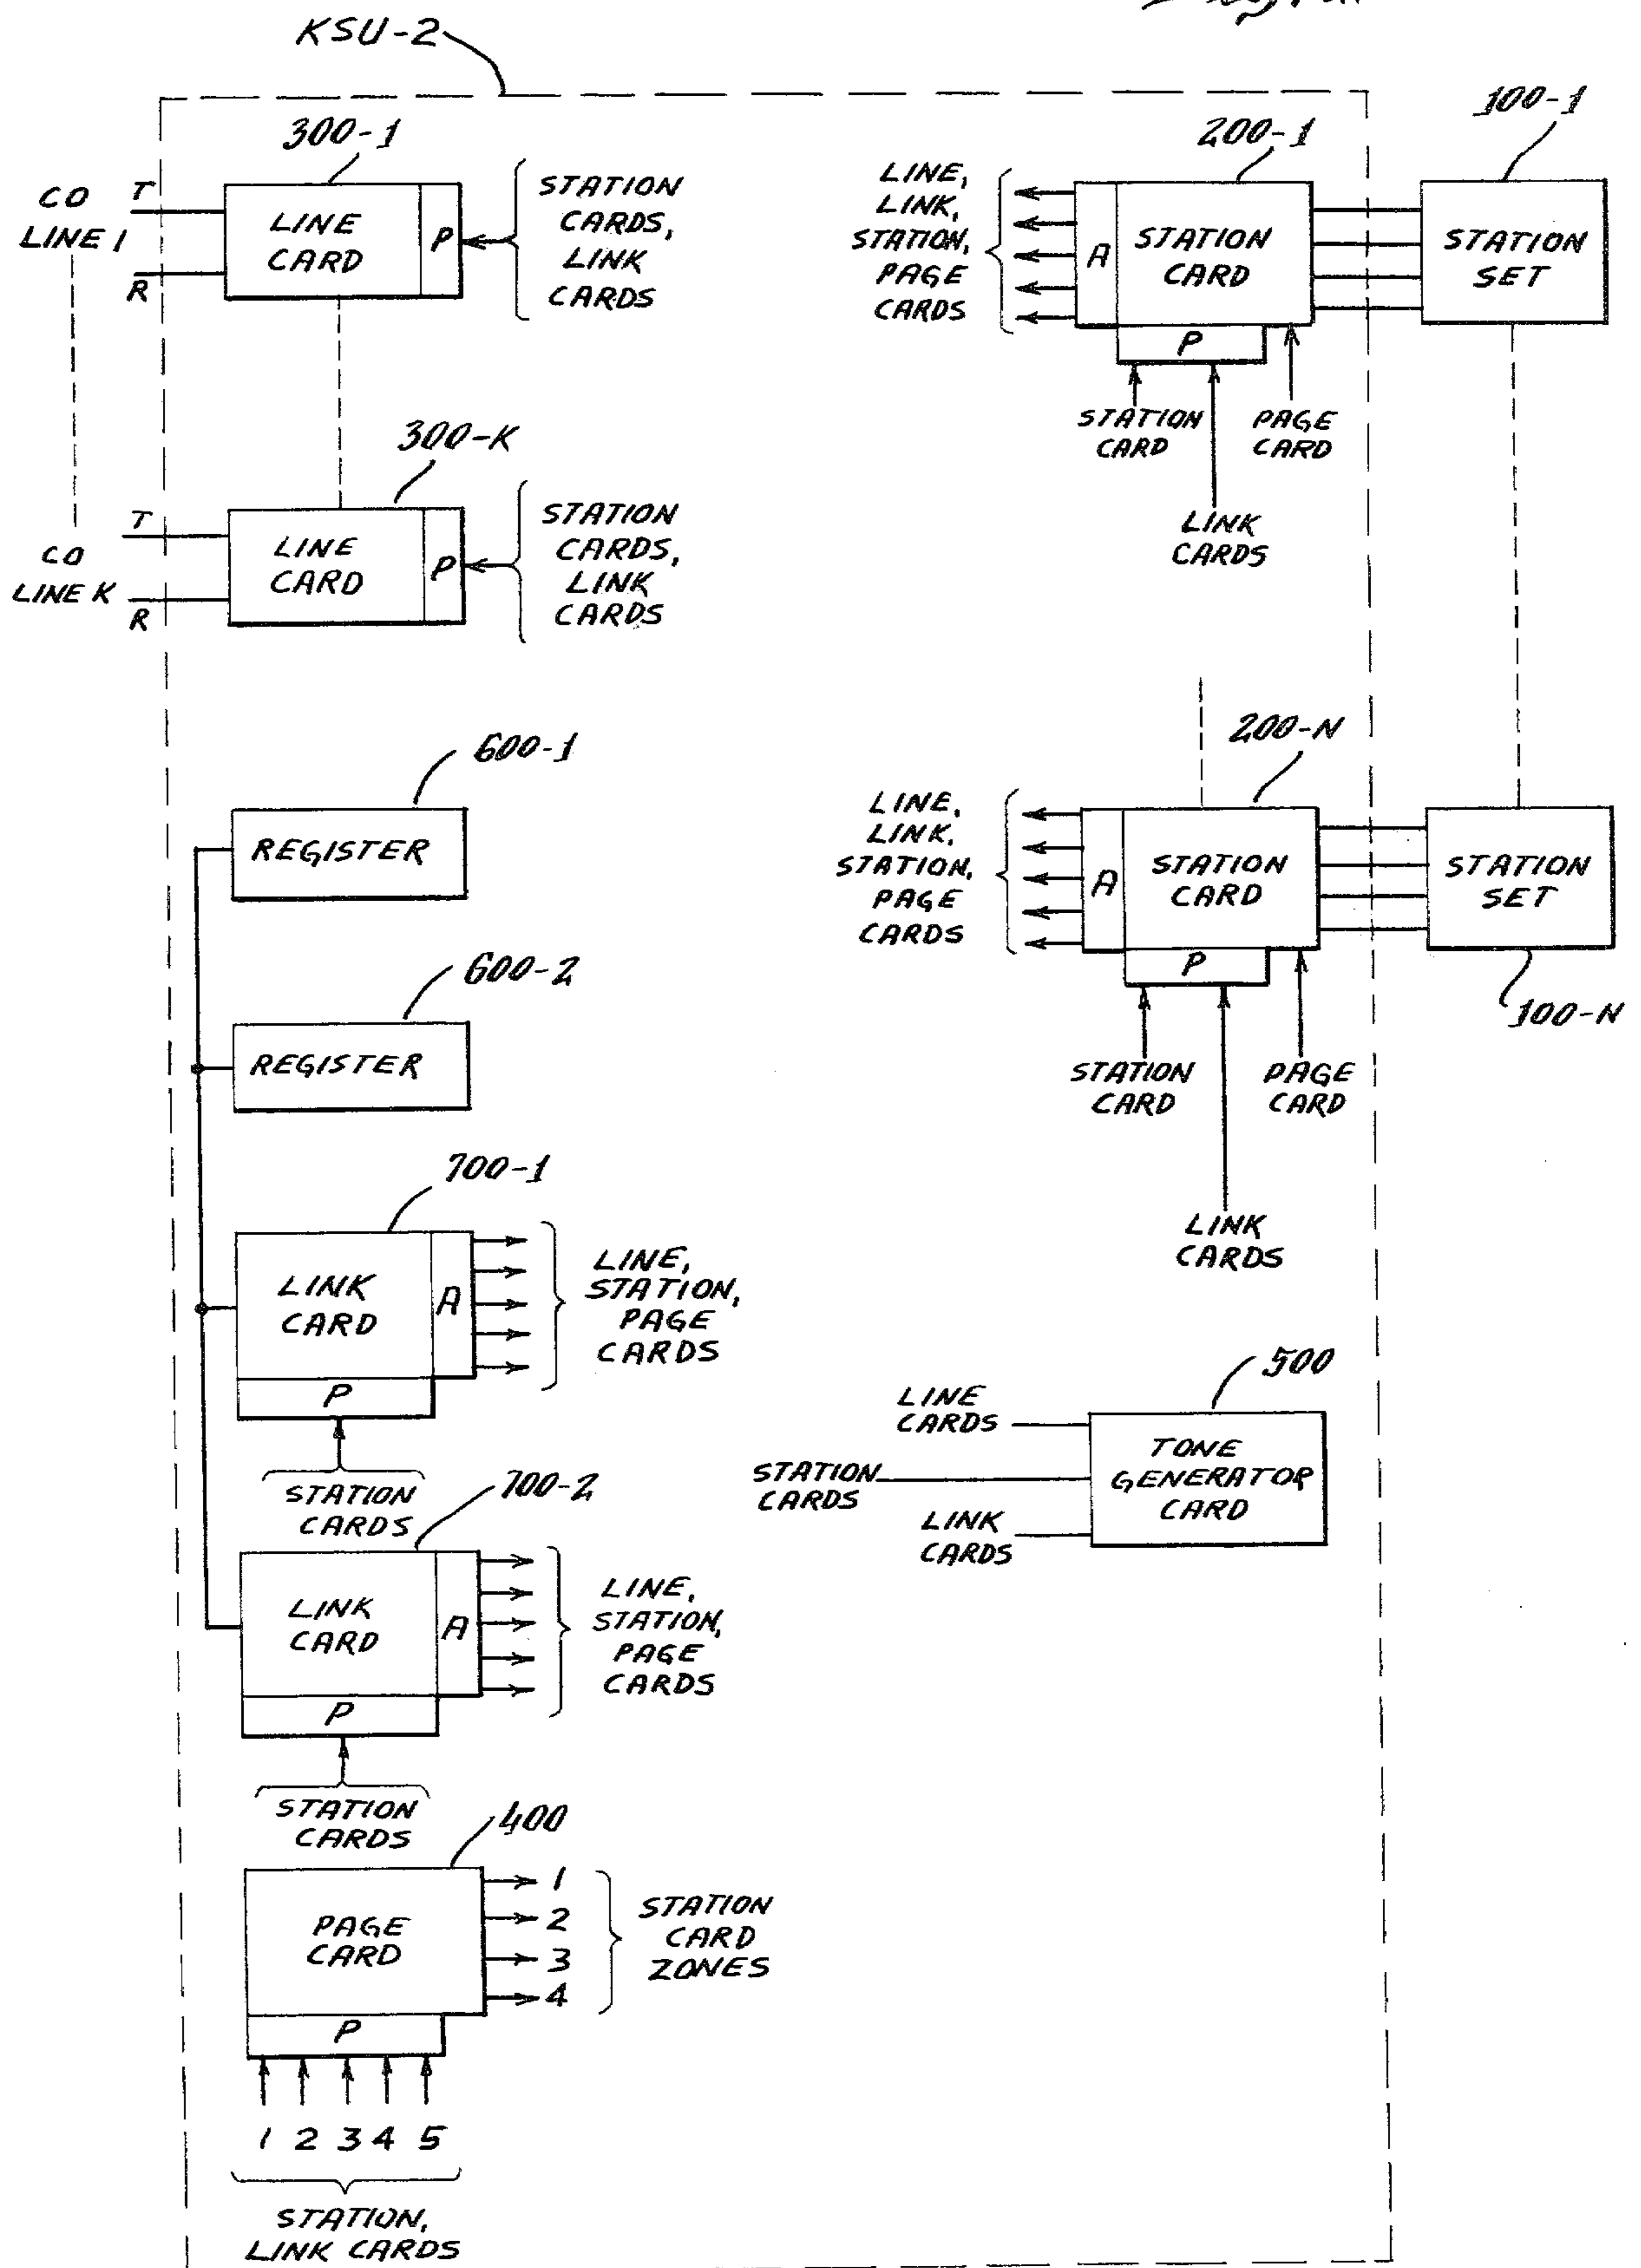 KSU-2
300-1
CO
LINE 1
T
R
LINE
CARD
P
STATION
CARDS,
LINK
CARDS
300-K
CO
LINE K
T
R
LINE
CARD
P
STATION
CARDS,
LINK
CARDS
200-1
100-1
LINE,
LINK,
STATION,
PAGE
CARDS
A
STATION
CARD
P
STATION
SET
STATION
CARD
PAGE
CARD
LINK
CARDS
200-N
LINE,
LINK,
STATION,
PAGE
CARDS
A
STATION
CARD
P
STATION
SET
100-N
STATION
CARD
PAGE
CARD
LINK
CARDS
600-1
REGISTER
600-2
REGISTER
700-1
LINK
CARD
A
P
LINE,
STATION,
PAGE
CARDS
STATION
CARDS
700-2
LINK
CARD
A
P
LINE,
STATION,
PAGE
CARDS
STATION
CARDS
500
LINE
CARDS
STATION
CARDS
LINK
CARDS
TONE
GENERATOR
CARD
400
PAGE
CARD
P
1
2
3
4
STATION
CARD
ZONES
1 2 3 4 5
STATION,
LINK CARDS